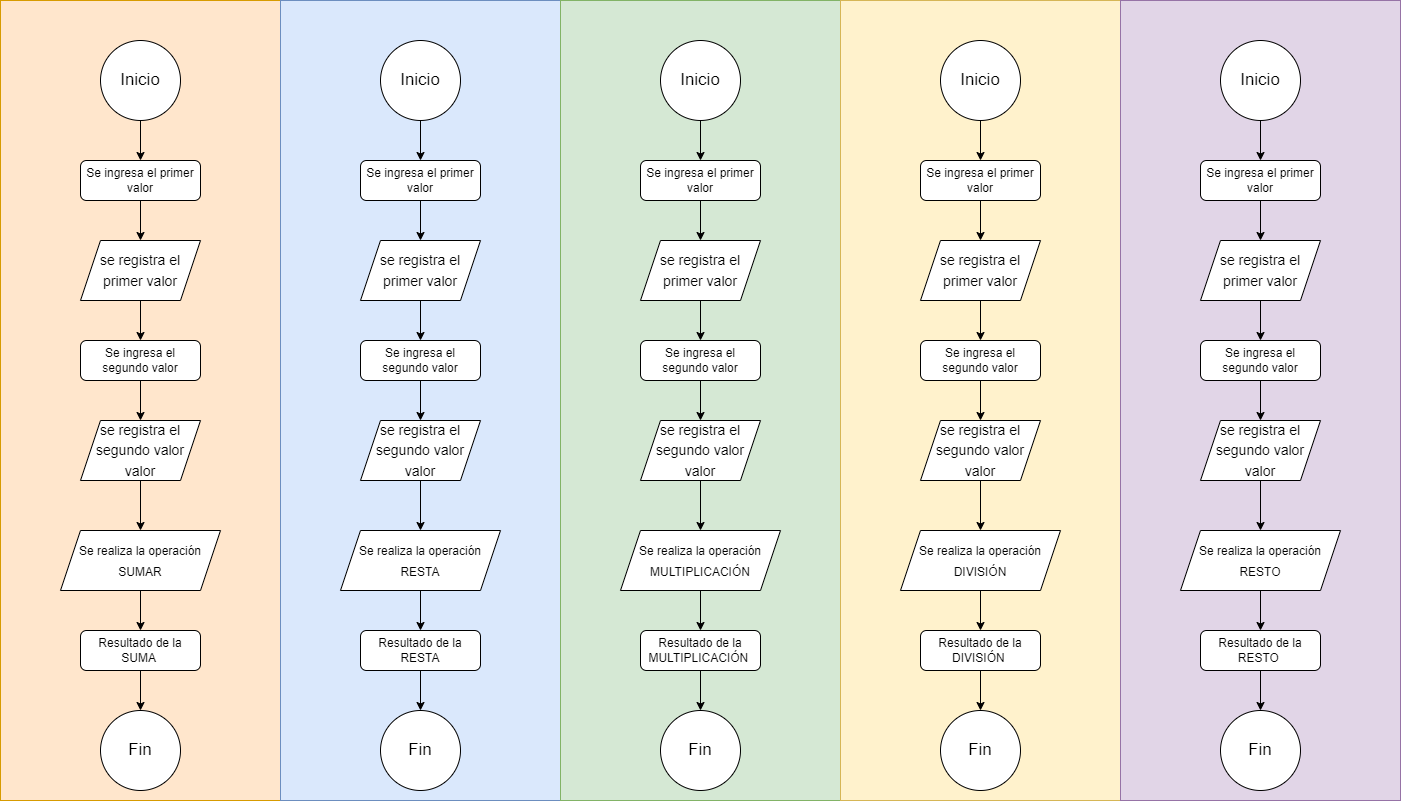 Inicio
Se ingresa el primer
valor
se registra el
primer valor
Se ingresa el
segundo valor
se registra el
segundo valor
valor
Se realiza la operación
SUMAR
Resultado de la
SUMA
Fin
Inicio
Se ingresa el primer
valor
se registra el
primer valor
Se ingresa el
segundo valor
se registra el
segundo valor
valor
Se realiza la operación
RESTA
Resultado de la
RESTA
Fin
Inicio
Se ingresa el primer
valor
se registra el
primer valor
Se ingresa el
segundo valor
se registra el
segundo valor
valor
Se realiza la operación
MULTIPLICACIÓN
Resultado de la
MULTIPLICACIÓN
Fin
Inicio
Se ingresa el primer
valor
se registra el
primer valor
Se ingresa el
segundo valor
se registra el
segundo valor
valor
Se realiza la operación
DIVISIÓN
Resultado de la
DIVISIÓN
Fin
Inicio
Se ingresa el primer
valor
se registra el
primer valor
Se ingresa el
segundo valor
se registra el
segundo valor
valor
Se realiza la operación
RESTO
Resultado de la
RESTO
Fin